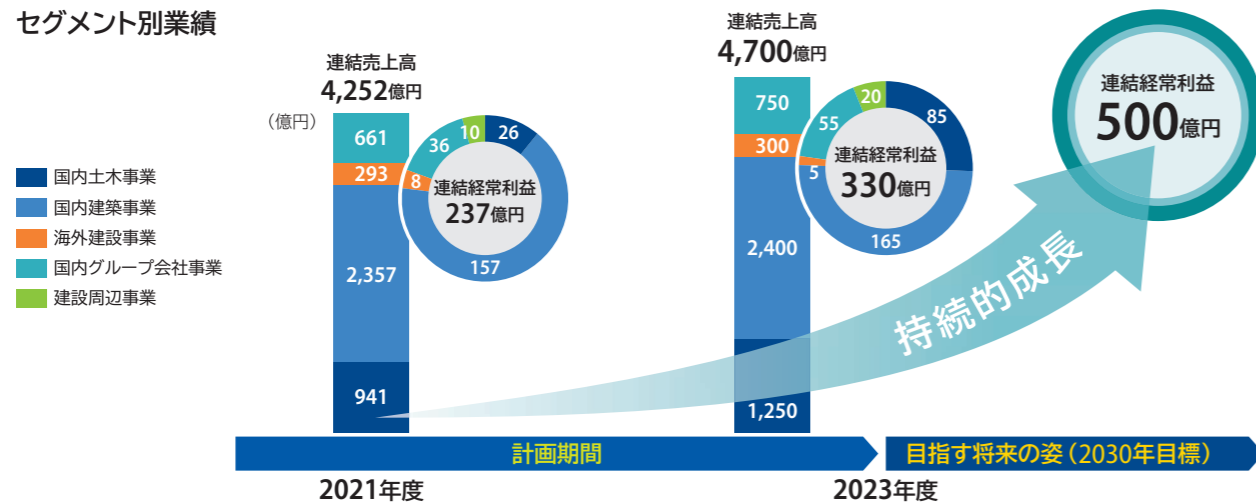 セグメント別業績
（億円）
国内土木事業
国内建築事業
海外建設事業
国内グループ会社事業
建設周辺事業
連結売上高
4,252億円
661
293
2,357
941
10
26
36
8
157
連結経常利益
237億円
連結売上高
4,700億円
750
300
2,400
1,250
20
85
55
5
165
連結経常利益
330億円
連結経常利益
500億円
持続的成長
計画期間
目指す将来の姿（2030年目標）
2021年度
2023年度